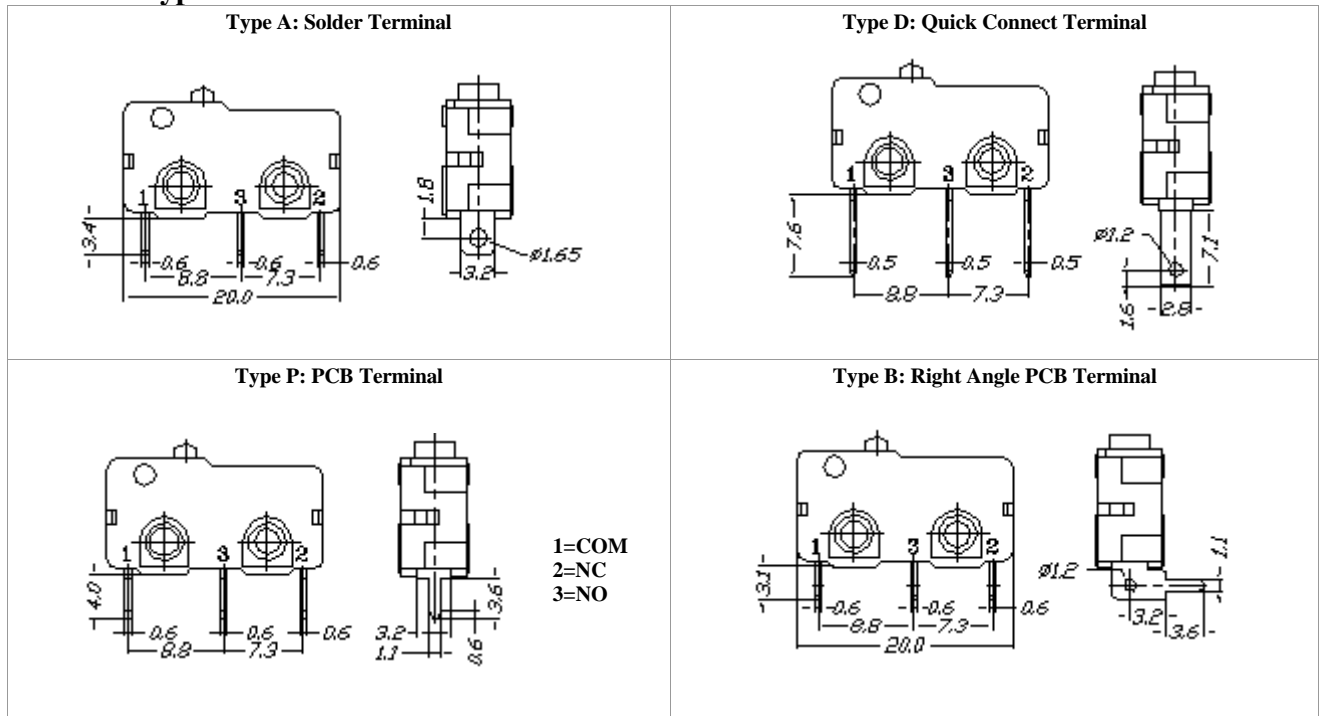 Type A: Solder Terminal
1 3 2
1.8
3.4
0.6 0.6 0.6
8.8 7.3
20.0
ø1.65
3.2
Type D: Quick Connect Terminal
1 3 2
7.6
0.5 0.5 0.5
8.8 7.3
ø1.2
7.1
1.6
2.8
Type P: PCB Terminal
1 3 2
4.0
0.6 0.6 0.6
8.8 7.3
3.6
3.2
1.1
0.6
1=COM
2=NC
3=NO
Type B: Right Angle PCB Terminal
1 3 2
3.1
0.6 0.6 0.6
8.8 7.3
20.0
1.1
ø1.2
3.2
3.6